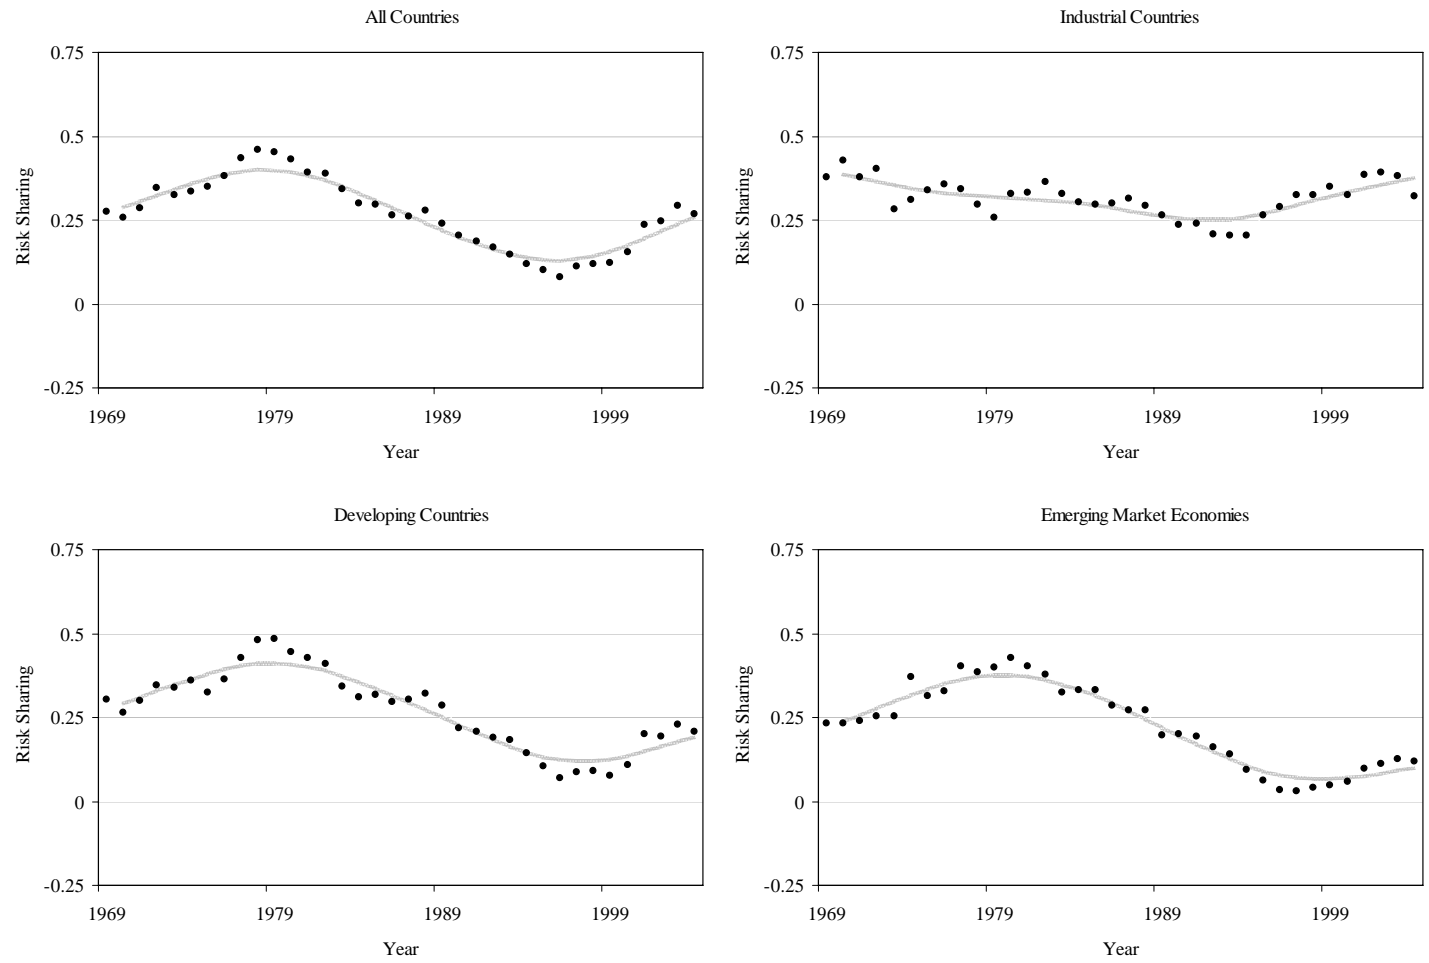 All Countries
0.75
0.5
0.25
0
-0.25
Risk Sharing
1969 1979 1989 1999
Year
Industrial Countries
0.75
0.5
0.25
0
-0.25
Risk Sharing
1969 1979 1989 1999
Year
Developing Countries
0.75
0.5
0.25
0
-0.25
Risk Sharing
1969 1979 1989 1999
Year
Emerging Market Economies
0.75
0.5
0.25
0
-0.25
Risk Sharing
1969 1979 1989 1999
Year